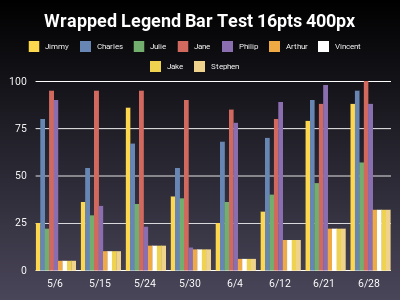 Wrapped Legend Bar Test 16pts 400px
Jimmy Charles Julie Jane Philip Arthur Vincent
Jake Stephen
100
75
50
25
0
5/6 5/15 5/24 5/30 6/4 6/12 6/21 6/28